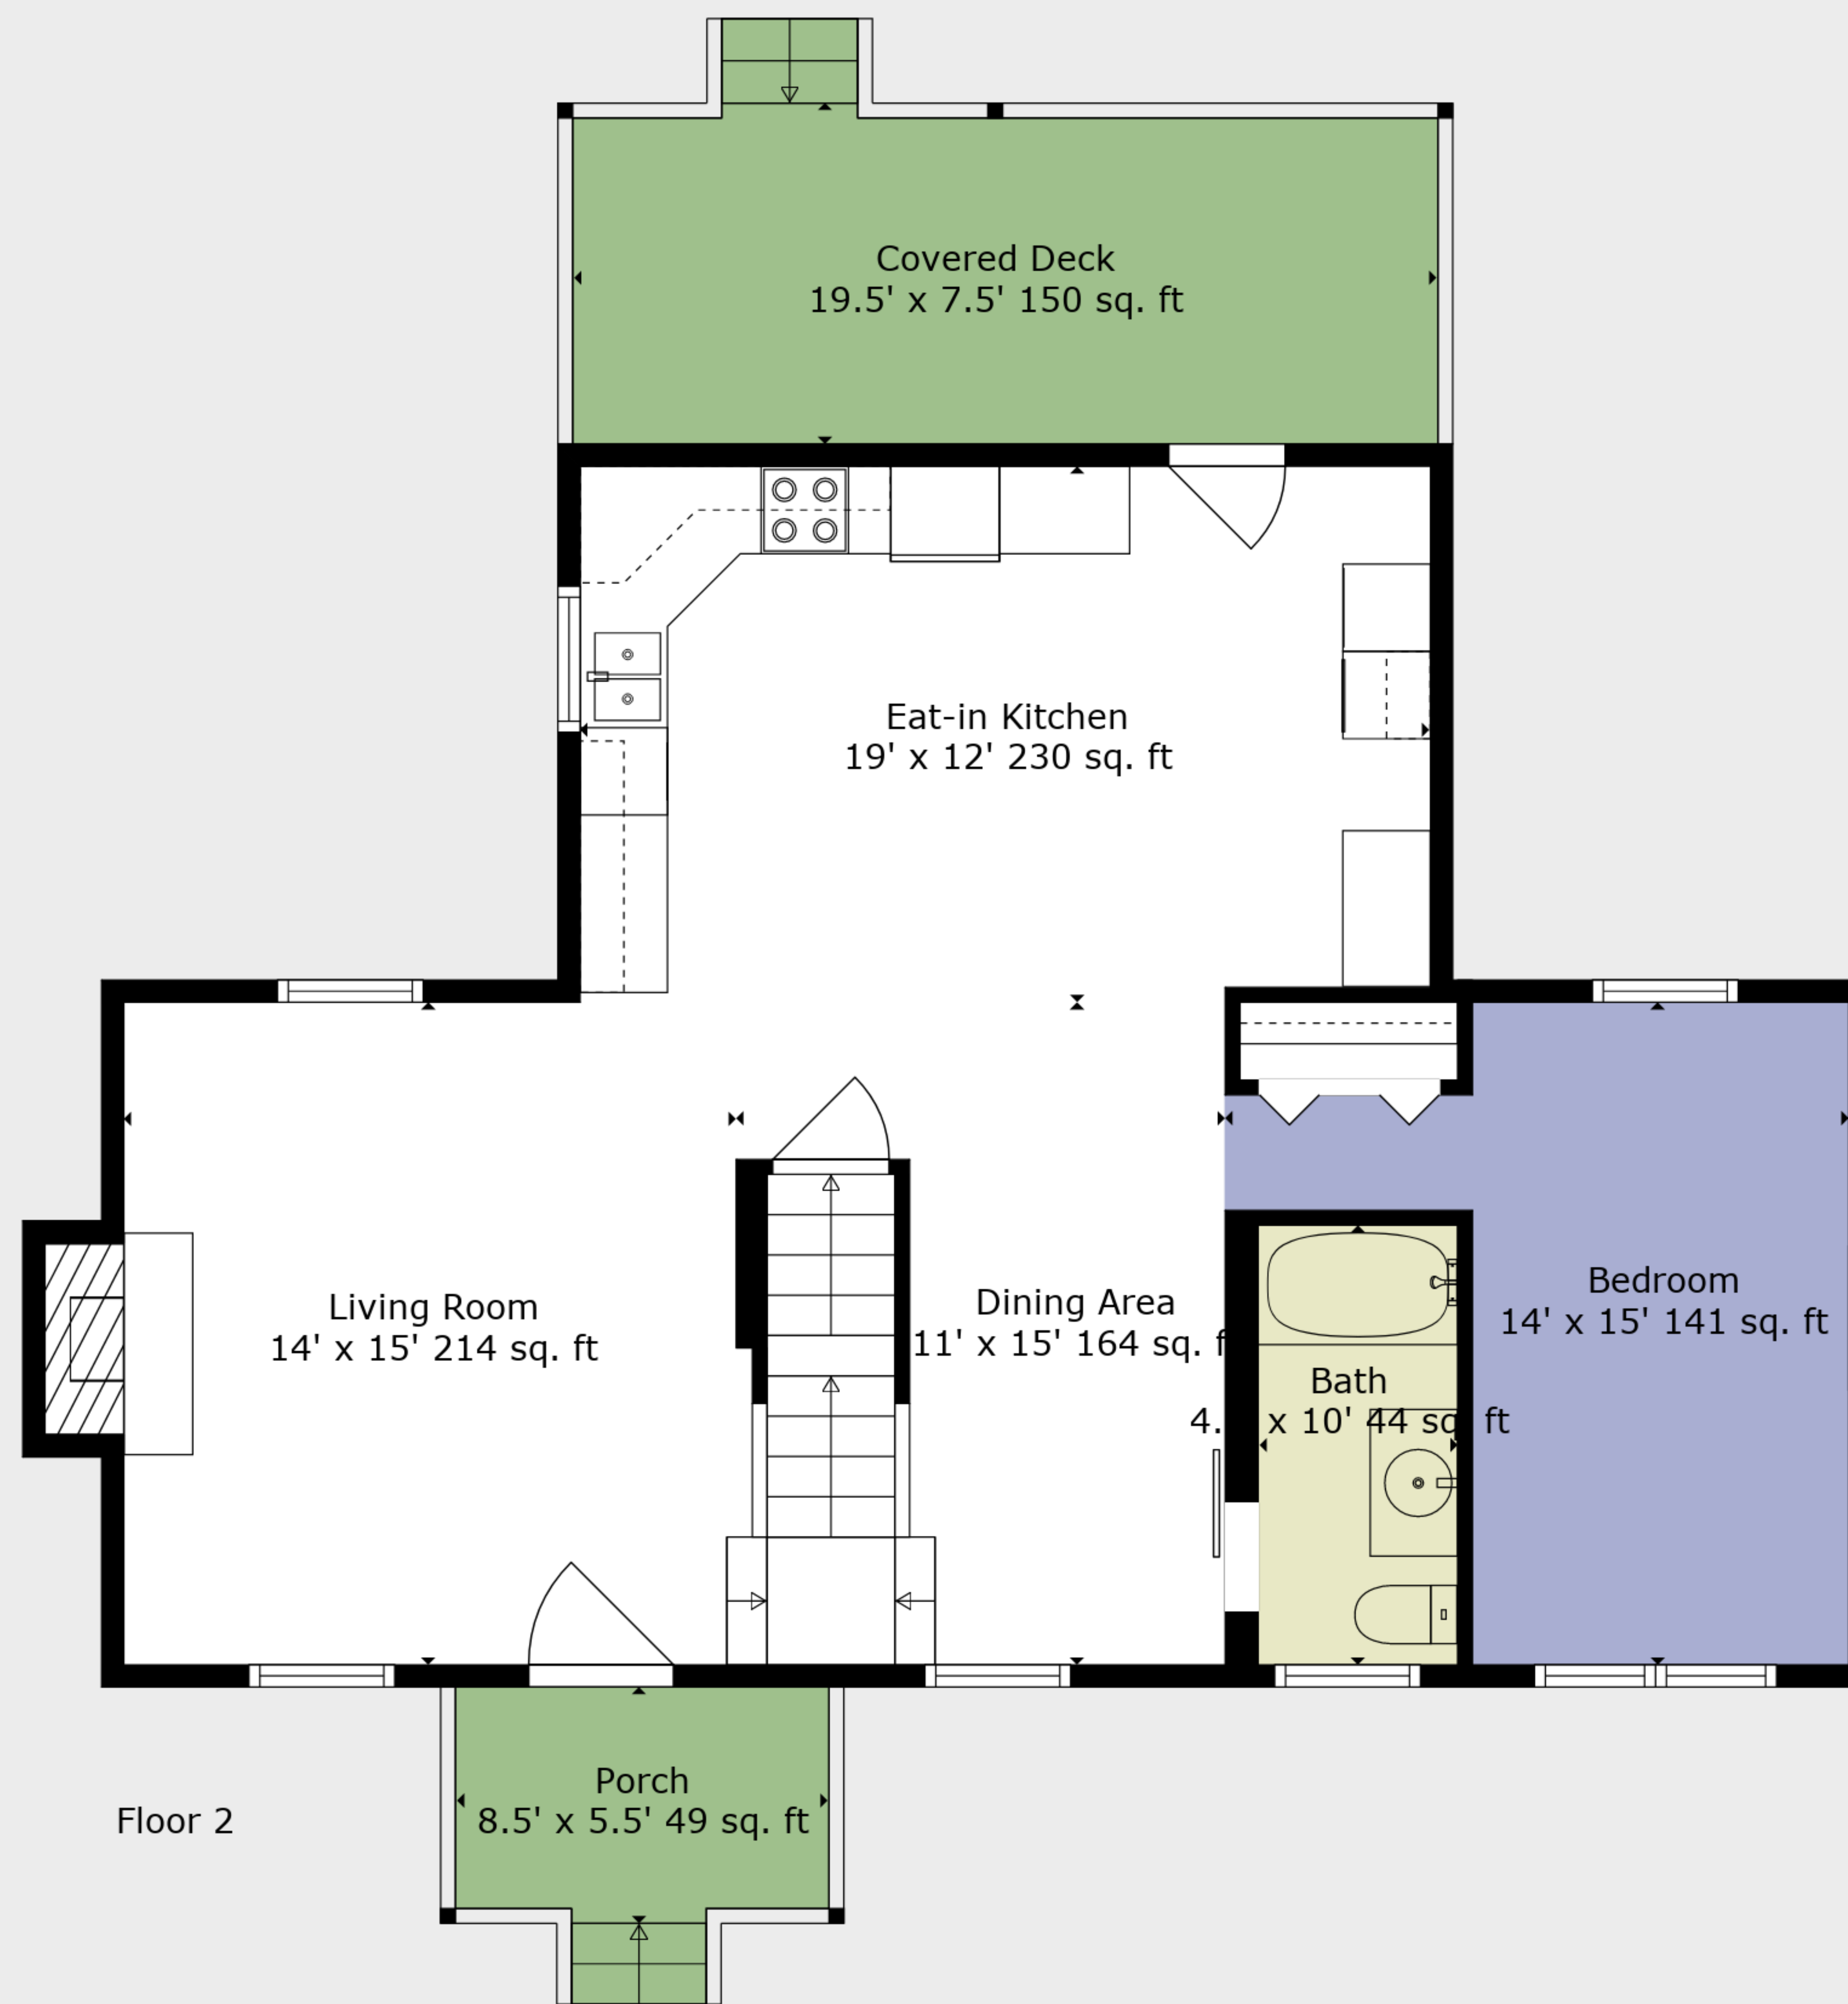 Covered Deck
19.5' x 7.5' 150 sq. ft
Eat-in Kitchen
19' x 12' 230 sq. ft
Living Room
14' x 15' 214 sq. ft
Dining Area
11' x 15' 164 sq. f
Bedroom
14' x 15' 141 sq. ft
Bath
4. x 10' 44 sq. ft
Porch
8.5' x 5.5' 49 sq. ft
Floor 2